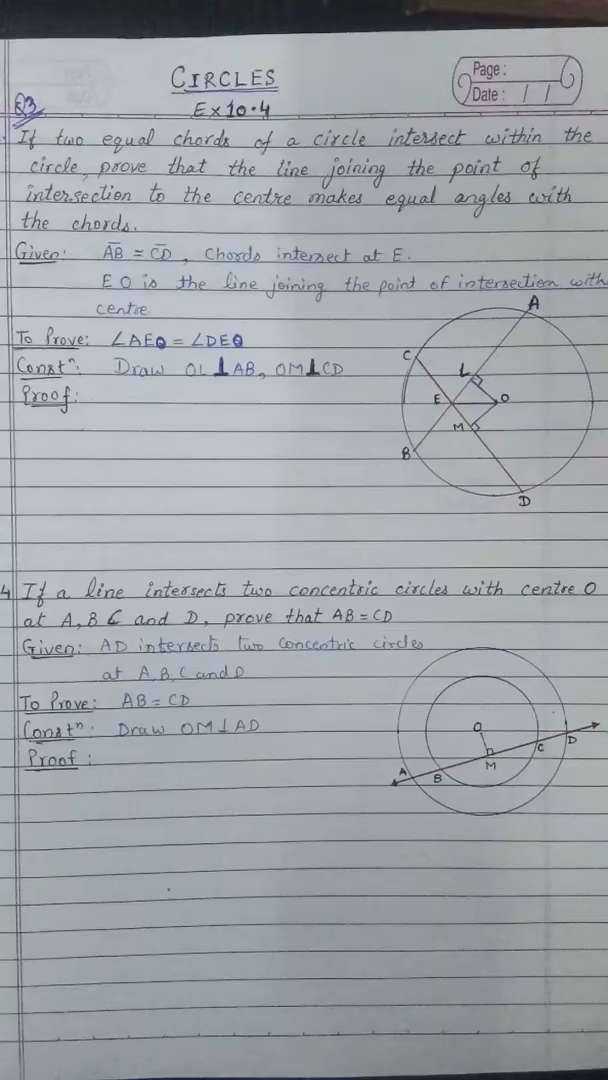 CIRCLES
Page:
Date: / /
Q3
Ex 10.4
If two equal chords of a circle intersect within the
circle, prove that the line joining the point of
intersection to the centre makes equal angles with
the chords.
Given: AB = CD, Chords intersect at E.
EO is the line joining the point of intersection with
centre
To Prove: ∠AEO = ∠DEO
Constⁿ: Draw OL⊥AB, OM⊥CD
Proof:
A
C
L
E
O
M
B
D
4 If a line intersects two concentric circles with centre O
at A, B C and D, prove that AB = CD
Given: AD intersects two concentric circles
at A, B, C and D
To Prove: AB = CD
Constⁿ: Draw OM⊥AD
Proof:
O
D
C
M
A
B